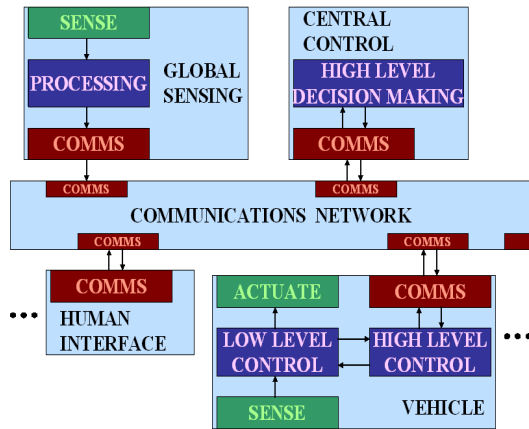 SENSE
PROCESSING
GLOBAL
SENSING
COMMS
CENTRAL
CONTROL
HIGH LEVEL
DECISION MAKING
COMMS
COMMS
COMMS
COMMUNICATIONS NETWORK
COMMS
COMMS
COMMS
HUMAN
INTERFACE
ACTUATE
COMMS
LOW LEVEL
CONTROL
HIGH LEVEL
CONTROL
SENSE
VEHICLE